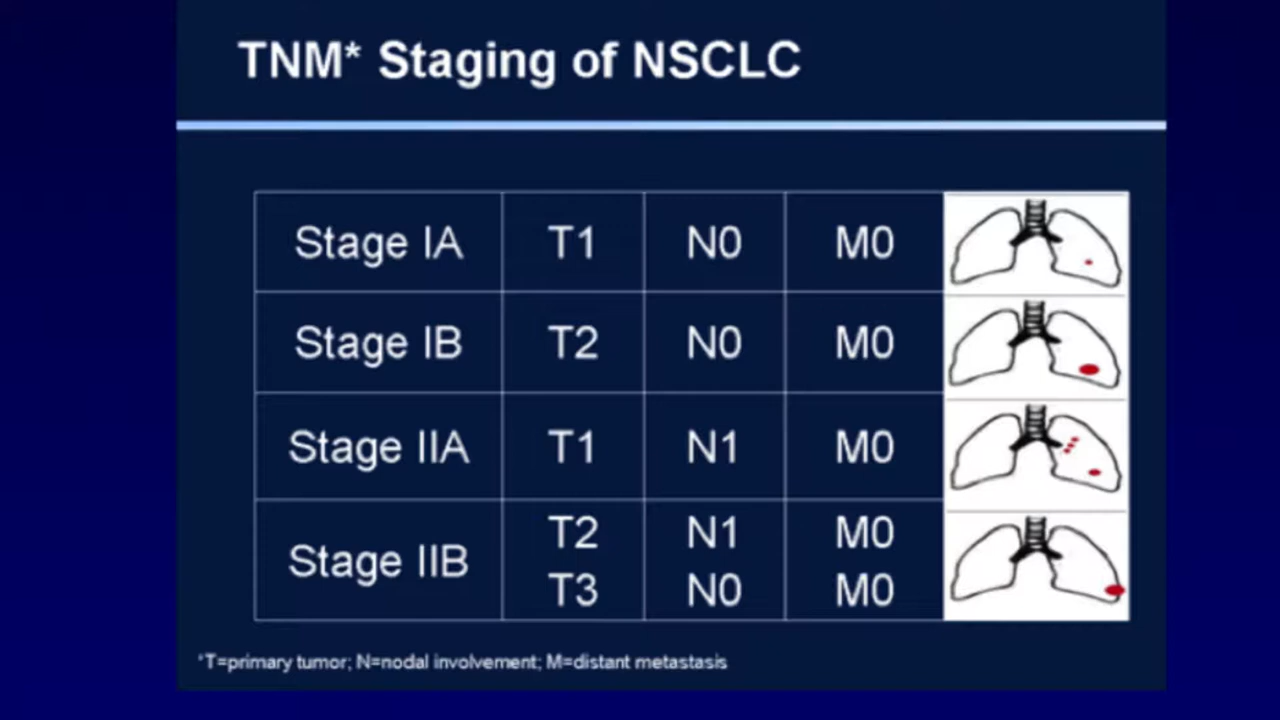 TNM* Staging of NSCLC
Stage IA T1 N0 M0
Stage IB T2 N0 M0
Stage IIA T1 N1 M0
Stage IIB T2 N1 M0
T3 N0 M0
*T=primary tumor; N=nodal involvement; M=distant metastasis